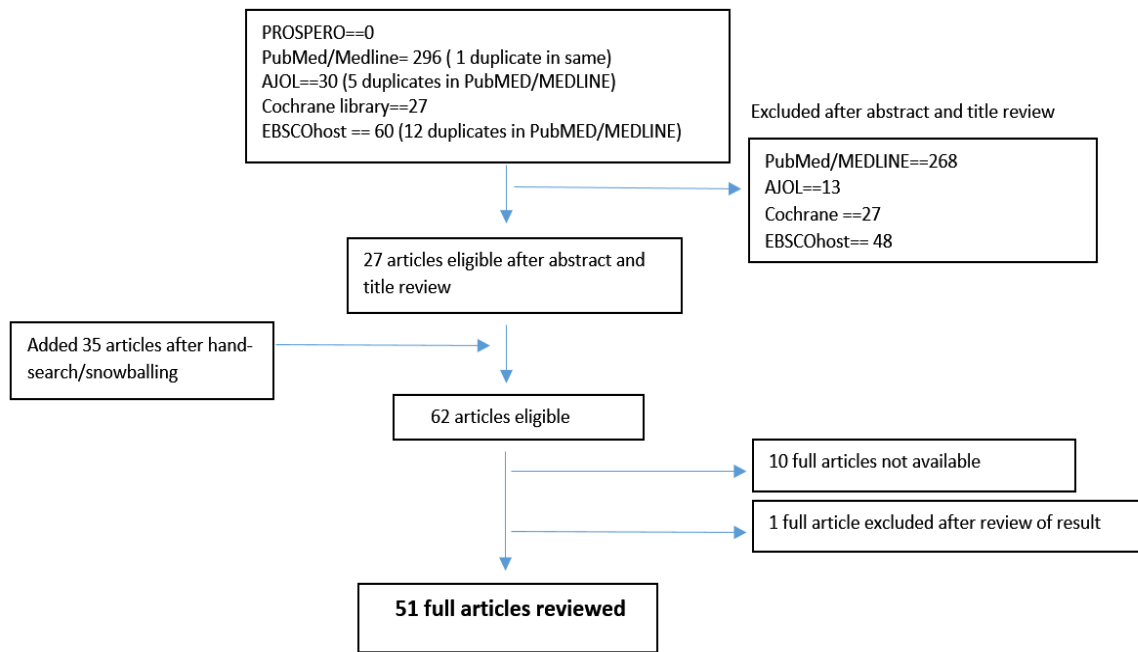 PROSPERO==0
PubMed/Medline= 296 ( 1 duplicate in same)
AJOL==30 (5 duplicates in PubMED/MEDLINE)
Cochrane library==27
EBSCOhost == 60 (12 duplicates in PubMED/MEDLINE)
Excluded after abstract and title review
PubMed/MEDLINE==268
AJOL==13
Cochrane ==27
EBSCOhost== 48
27 articles eligible after abstract and
title review
Added 35 articles after hand-
search/snowballing
62 articles eligible
10 full articles not available
1 full article excluded after review of result
51 full articles reviewed